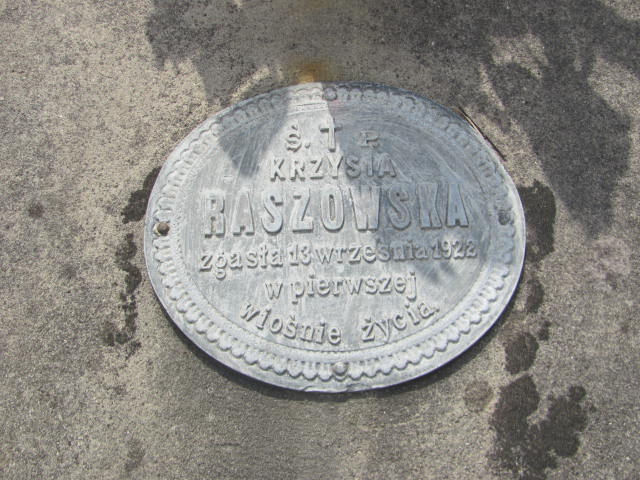 Ś. † P.
KRZYSIA
RASZOWSKA
zgasła 13 września 1922
w pierwszej
wiośnie życia.